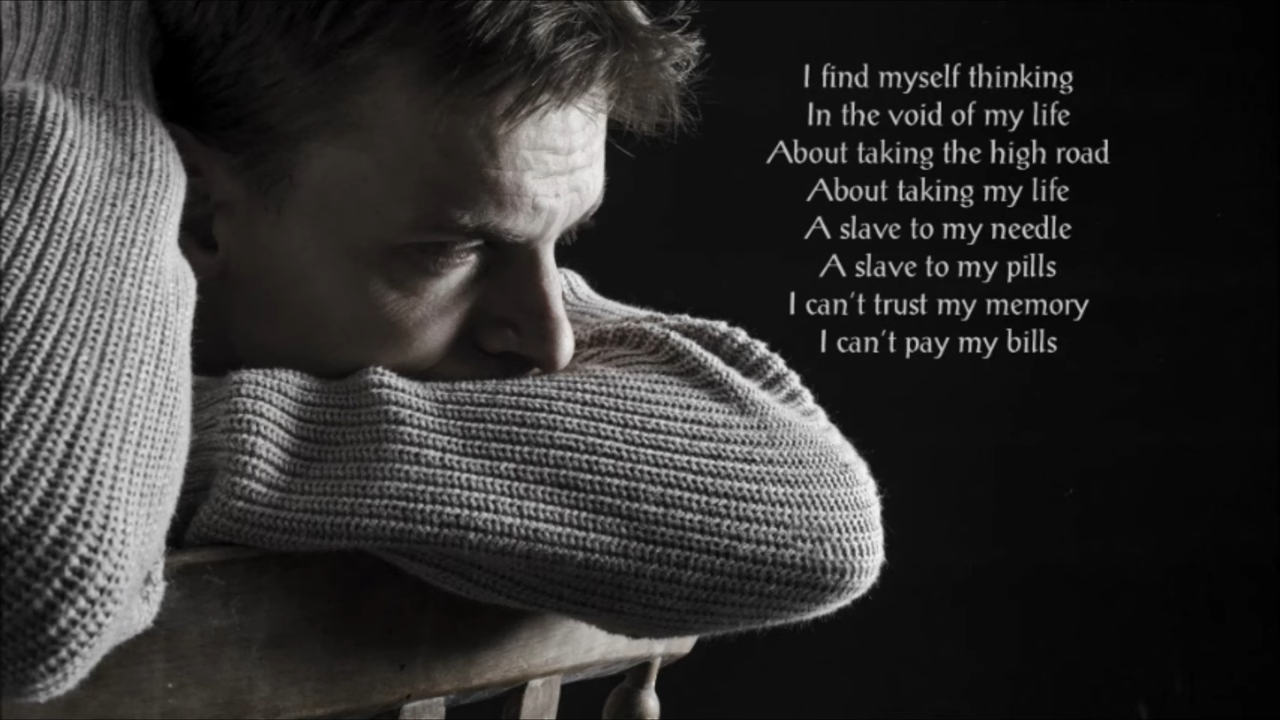 I find myself thinking
In the void of my life
About taking the high road
About taking my life
A slave to my needle
A slave to my pills
I can't trust my memory
I can't pay my bills